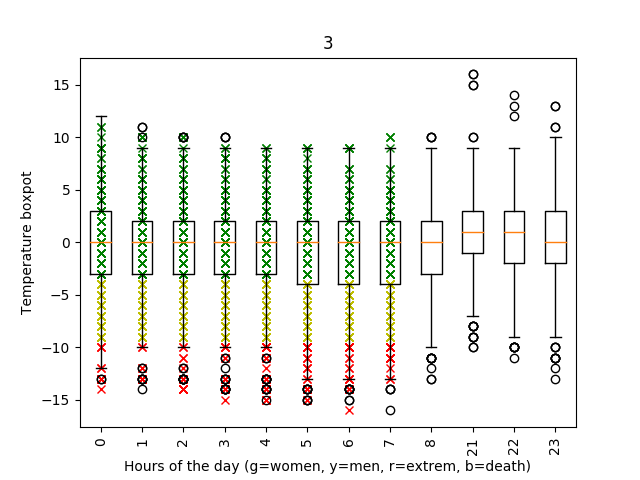 3
15
10
5
0
−5
−10
−15
Temperature boxpot
0 1 2 3 4 5 6 7 8 21 22 23
Hours of the day (g=women, y=men, r=extrem, b=death)